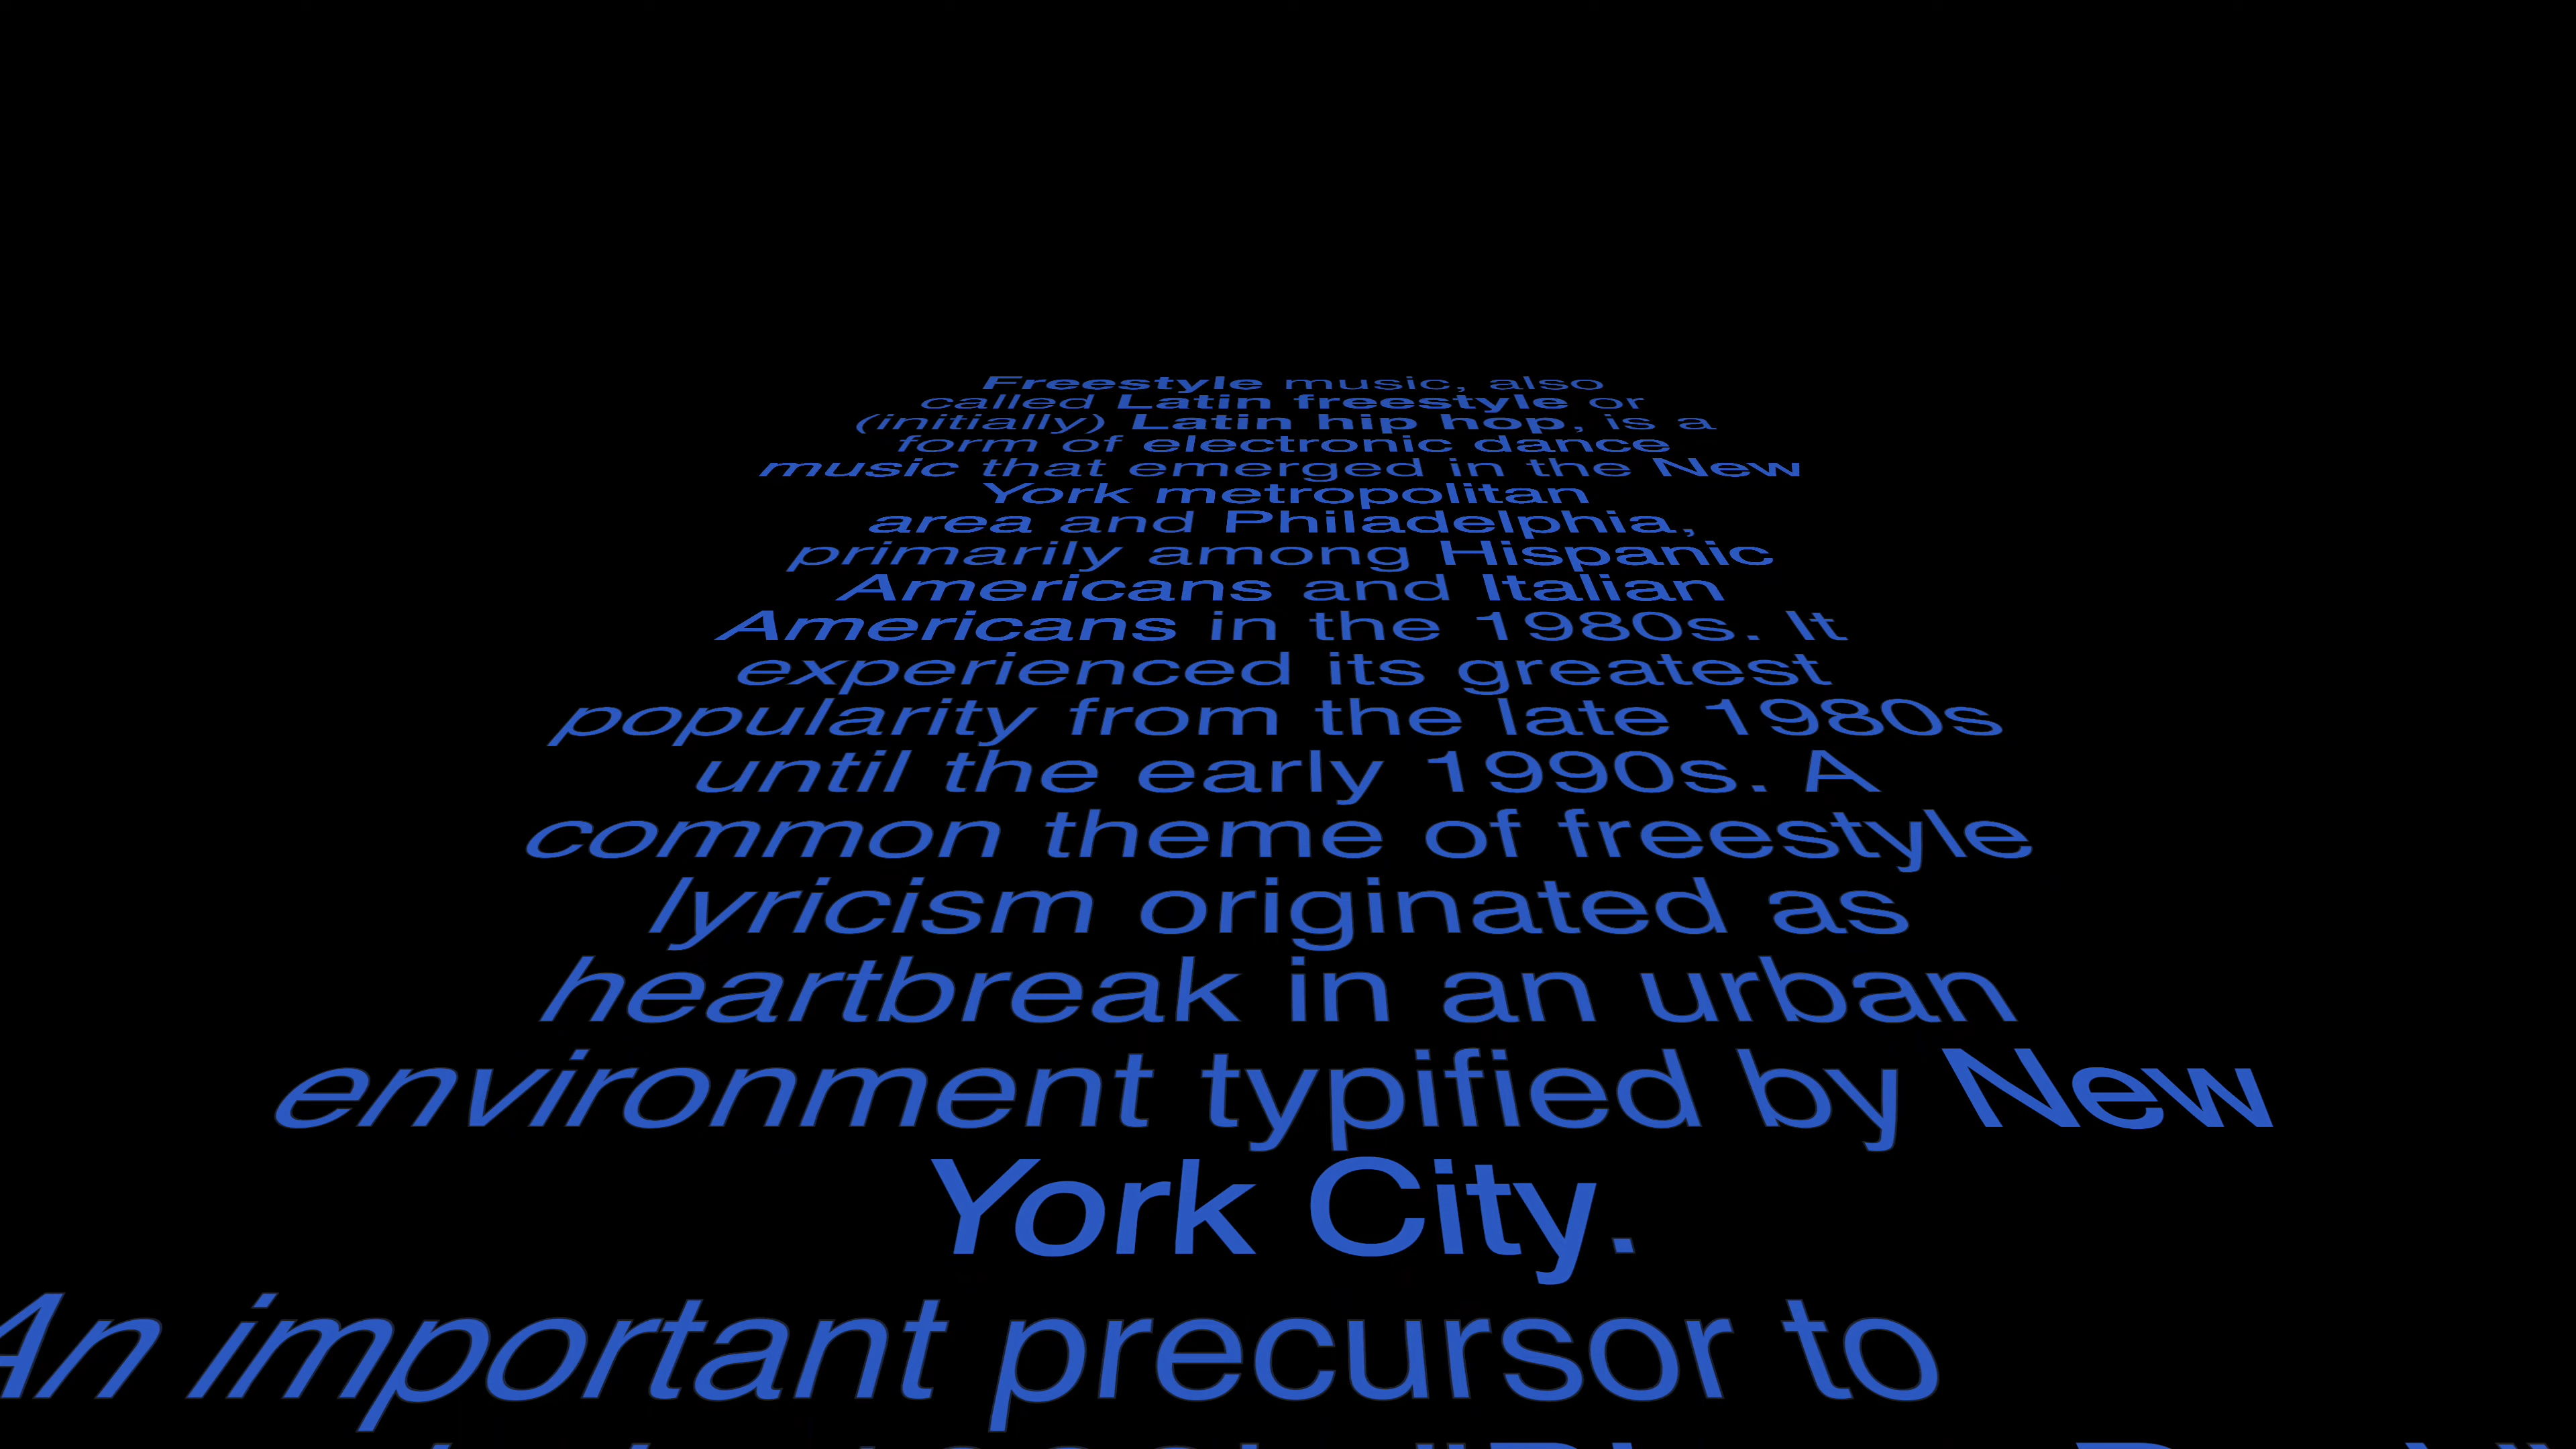 Freestyle music, also
called Latin freestyle or
(initially) Latin hip hop, is a
form of electronic dance
music that emerged in the New
York metropolitan
area and Philadelphia,
primarily among Hispanic
Americans and Italian
Americans in the 1980s. It
experienced its greatest
popularity from the late 1980s
until the early 1990s. A
common theme of freestyle
lyricism originated as
heartbreak in an urban
environment typified by New
York City.
An important precursor to